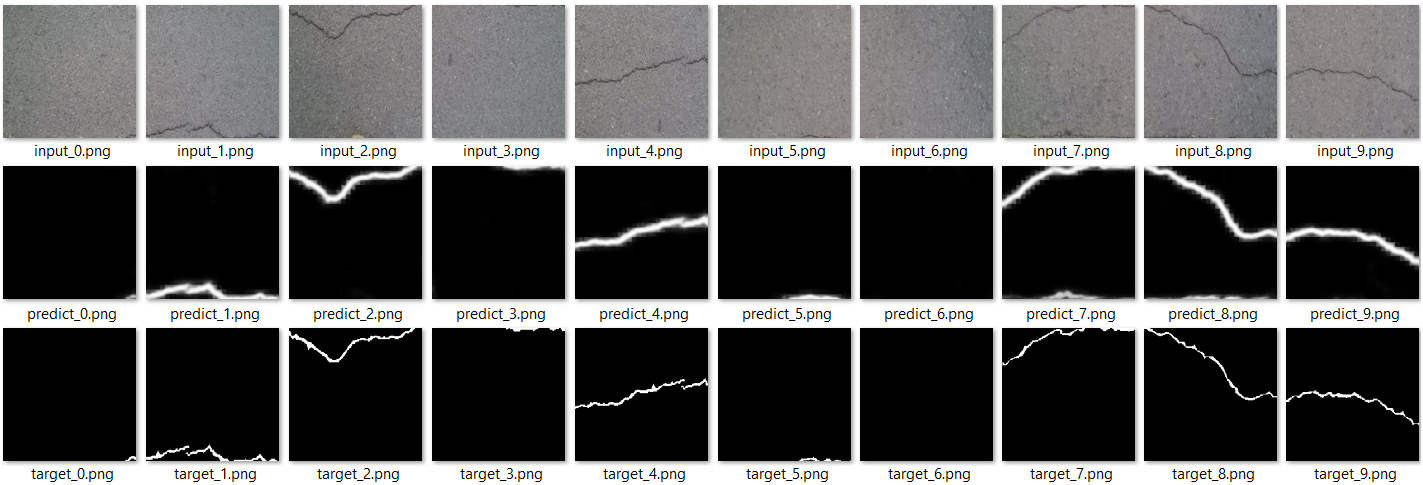 input_0.png input_1.png input_2.png input_3.png input_4.png input_5.png input_6.png input_7.png input_8.png input_9.png
predict_0.png predict_1.png predict_2.png predict_3.png predict_4.png predict_5.png predict_6.png predict_7.png predict_8.png predict_9.png
target_0.png target_1.png target_2.png target_3.png target_4.png target_5.png target_6.png target_7.png target_8.png target_9.png